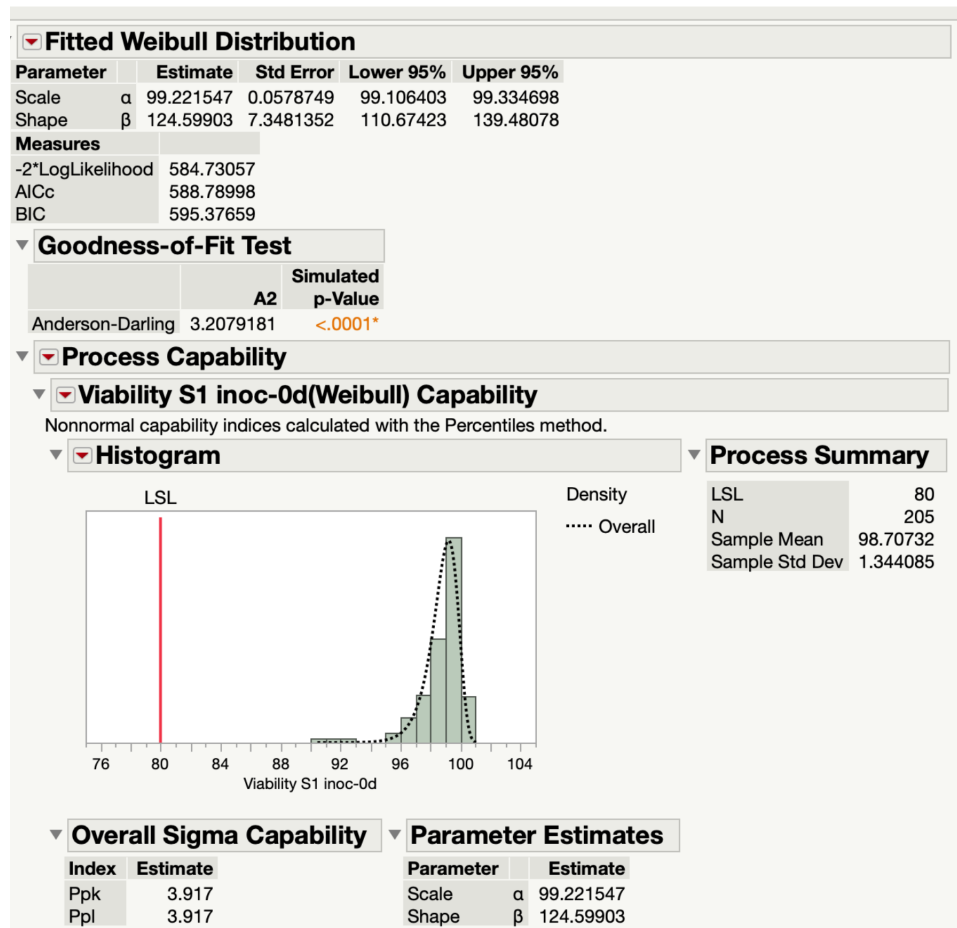 Fitted Weibull Distribution
Parameter Estimate Std Error Lower 95% Upper 95%
Scale α 99.221547 0.0578749 99.106403 99.334698
Shape β 124.59903 7.3481352 110.67423 139.48078
Measures
-2*LogLikelihood 584.73057
AICc 588.78998
BIC 595.37659
Goodness-of-Fit Test
Simulated
A2 p-Value
Anderson-Darling 3.2079181 <.0001*
Process Capability
Viability S1 inoc-0d(Weibull) Capability
Nonnormal capability indices calculated with the Percentiles method.
Histogram
LSL
76 80 84 88 92 96 100 104
Viability S1 inoc-0d
Density
Overall
Process Summary
LSL 80
N 205
Sample Mean 98.70732
Sample Std Dev 1.344085
Overall Sigma Capability
Index Estimate
Ppk 3.917
Ppl 3.917
Parameter Estimates
Parameter Estimate
Scale α 99.221547
Shape β 124.59903